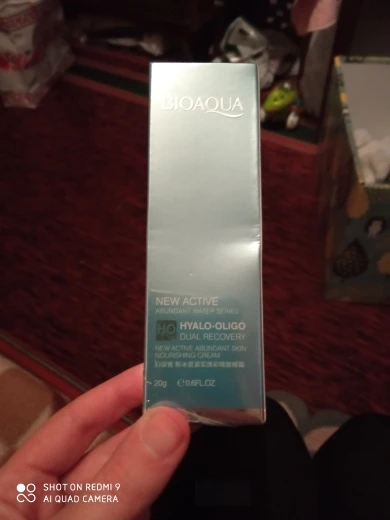 BIOAQUA
NEW ACTIVE
ABUNDANT WATER SERIES
HO
HYALO-OLIGO
DUAL RECOVERY
NEW ACTIVE ABUNDANT SKIN
NOURISHING CREAM
20g ℮0.6FL.OZ
SHOT ON REDMI 9
AI QUAD CAMERA